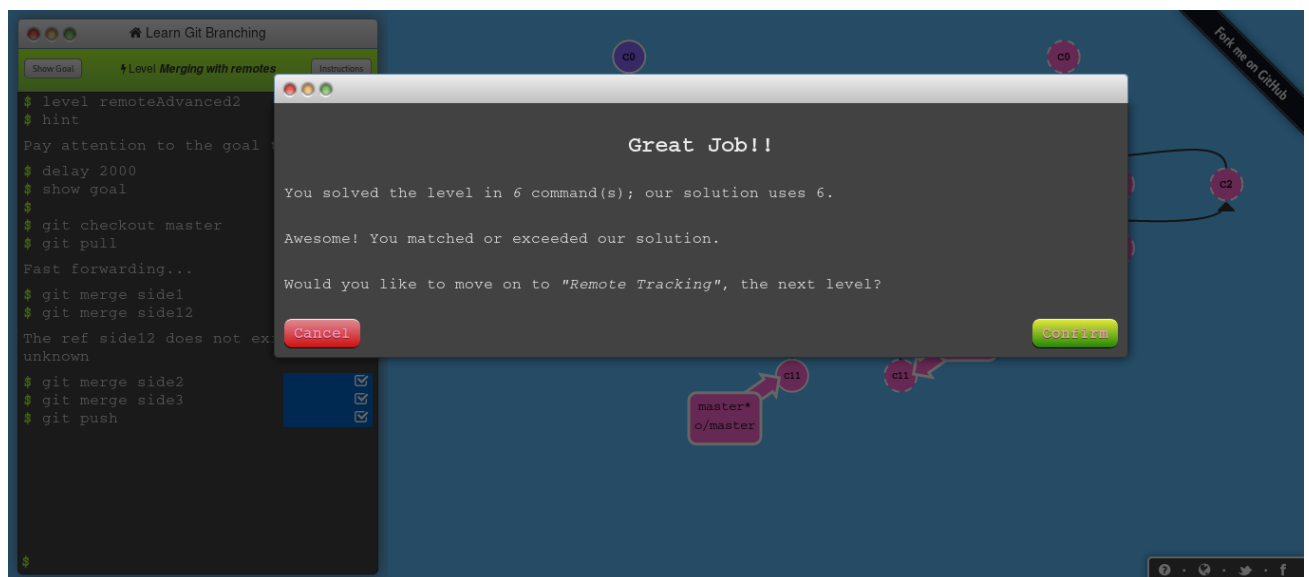 Learn Git Branching
Show Goal
Level Merging with remotes
Instructions
$ level remoteAdvanced2
$ hint
Pay attention to the goal
$ delay 2000
$ show goal
$
$ git checkout master
$ git pull
Fast forwarding...
$ git merge side1
$ git merge side12
The ref side12 does not
unknown
$ git merge side2
$ git merge side3
$ git push
$
Great Job!!
You solved the level in 6 command(s); our solution uses 6.
Awesome! You matched or exceeded our solution.
Would you like to move on to "Remote Tracking", the next level?
Cancel
Confirm
c0
c0
c2
c11
c11
master*
o/master
Fork me on GitHub